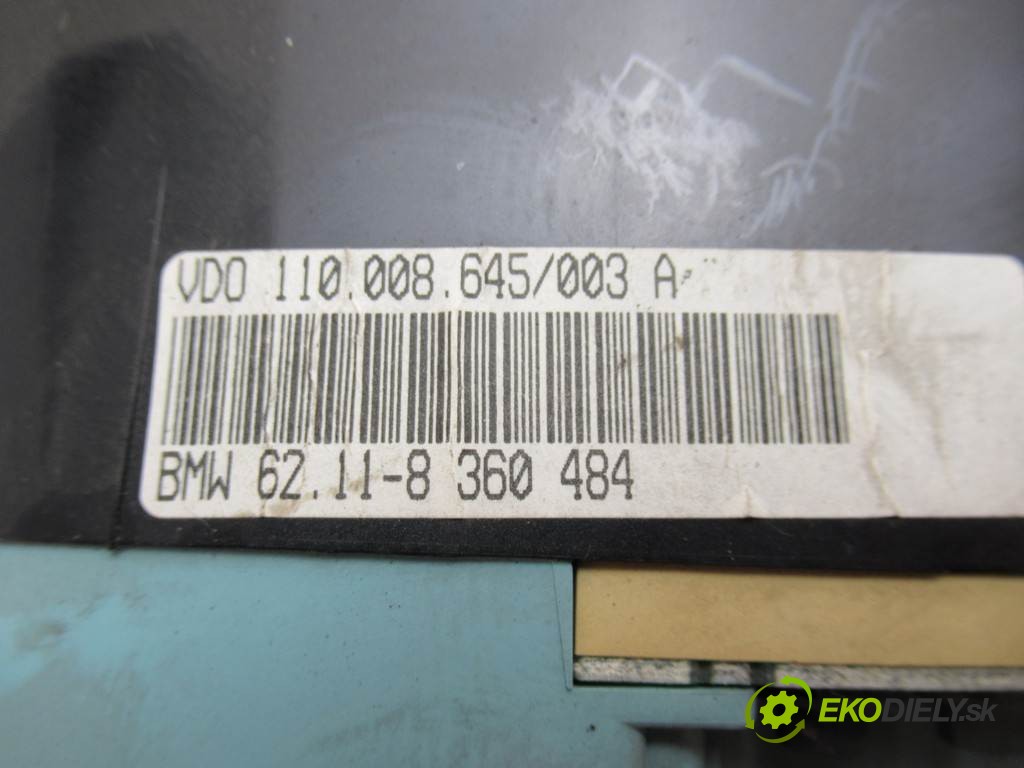 VDO 110.008.645/003 A
BMW 62.11-8 360 484
EKODIELY.sk